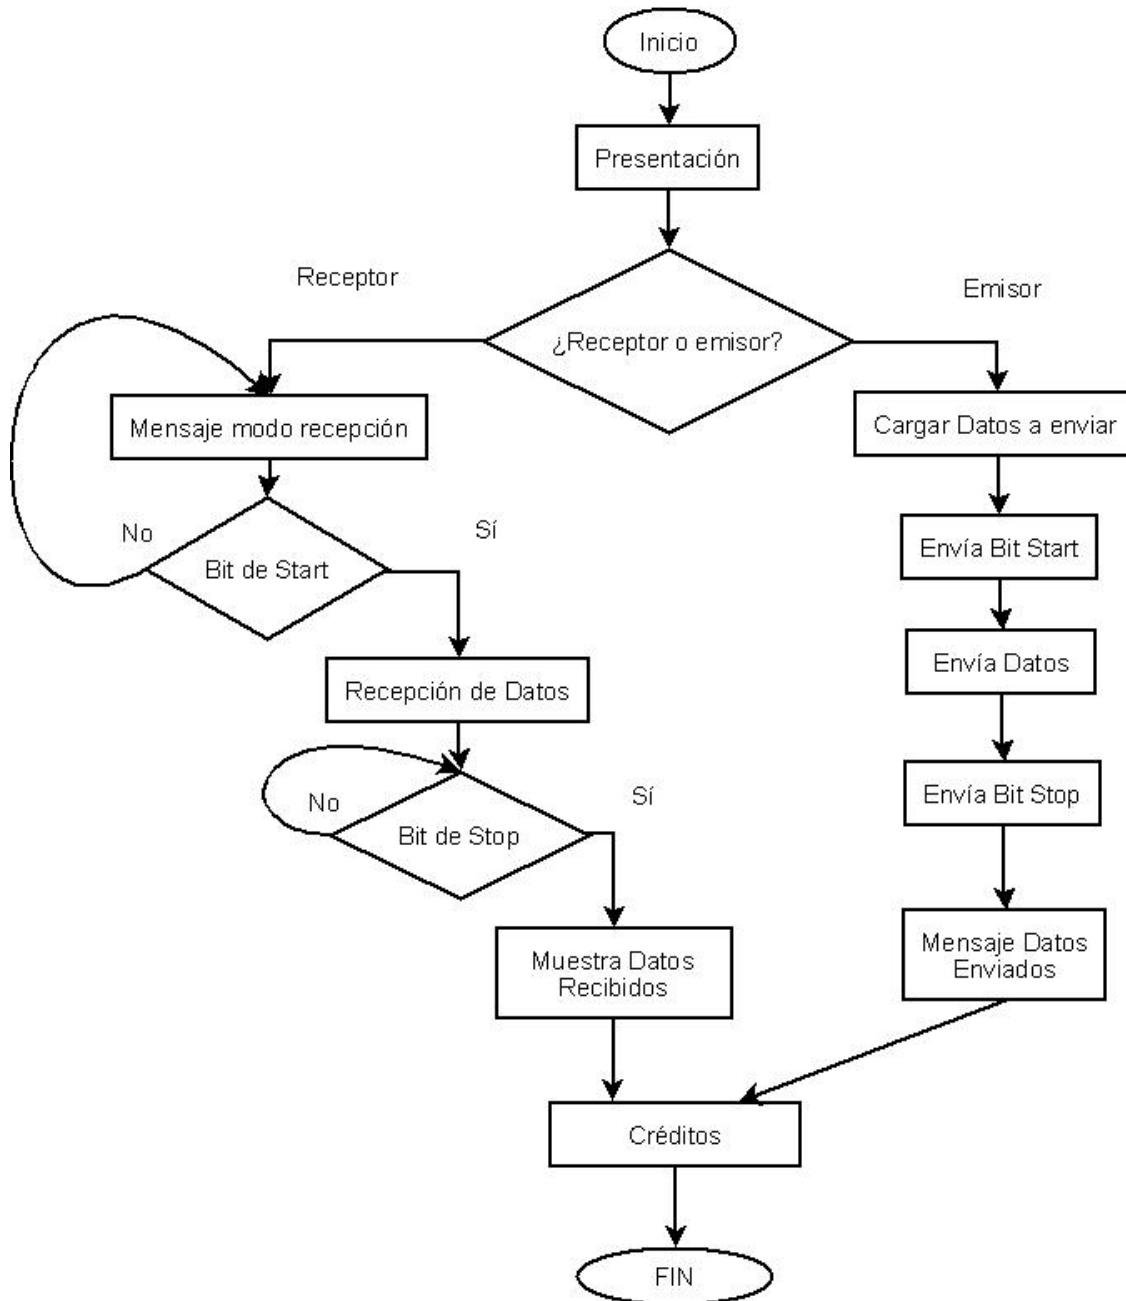 Inicio
Presentación
Receptor
Emisor
¿Receptor o emisor?
Mensaje modo recepción
Cargar Datos a enviar
No
Sí
Bit de Start
Envía Bit Start
Recepción de Datos
Envía Datos
No
Sí
Bit de Stop
Envía Bit Stop
Muestra Datos
Recibidos
Mensaje Datos
Enviados
Créditos
FIN